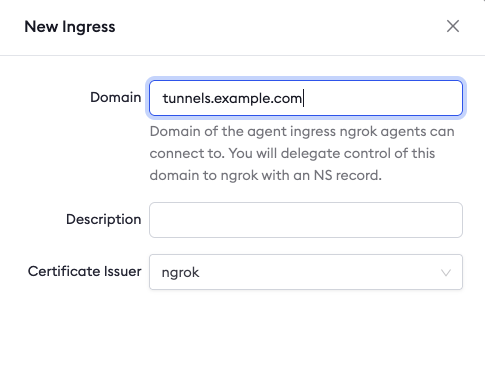 New Ingress
Domain
tunnels.example.com
Domain of the agent ingress ngrok agents can
connect to. You will delegate control of this
domain to ngrok with an NS record.
Description
Certificate Issuer
ngrok